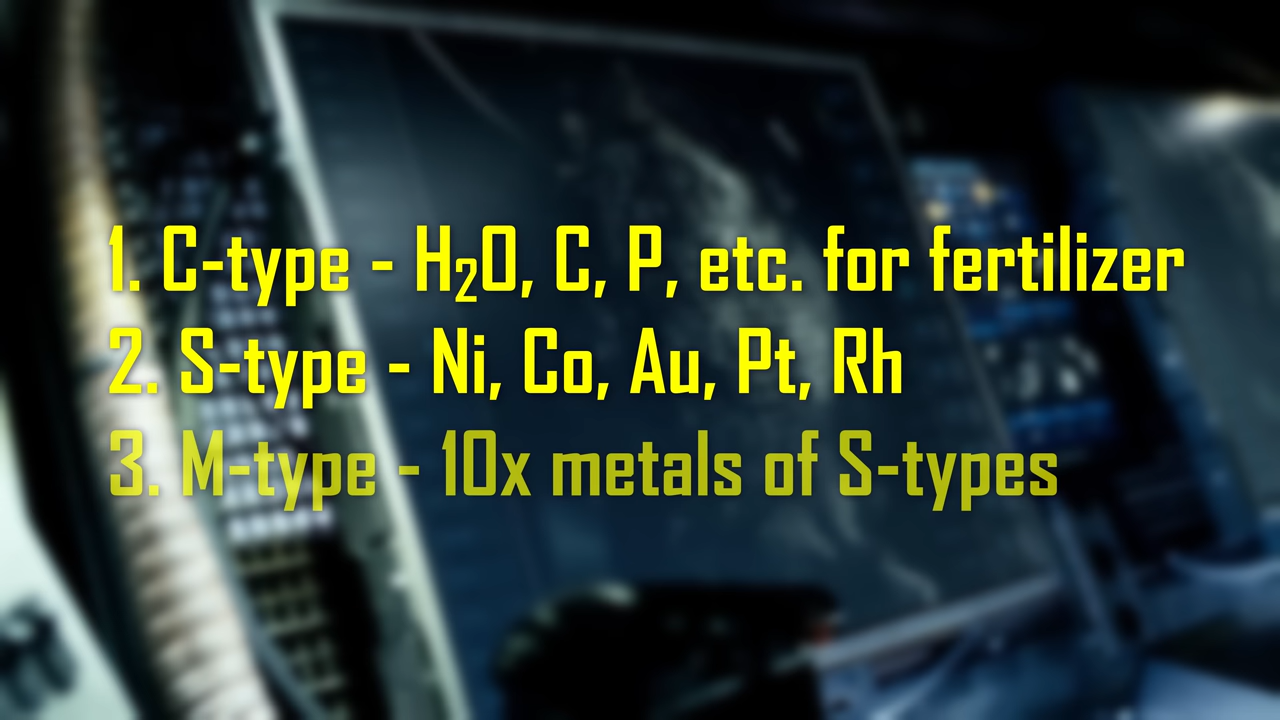 1. C-type - H₂O, C, P, etc. for fertilizer
2. S-type - Ni, Co, Au, Pt, Rh
3. M-type - 10x metals of S-types